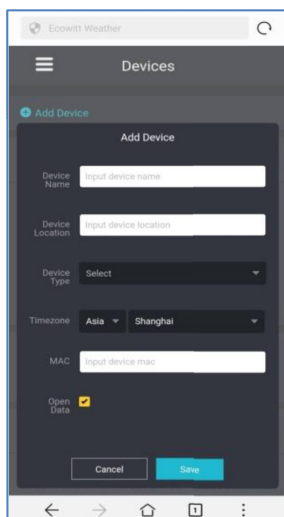 Ecowitt Weather
Devices
Add Device
Add Device
Device Name
Input device name
Device Location
Input device location
Device Type
Select
Timezone
Asia
Shanghai
MAC
Input device mac
Open Data
Cancel
Save
1